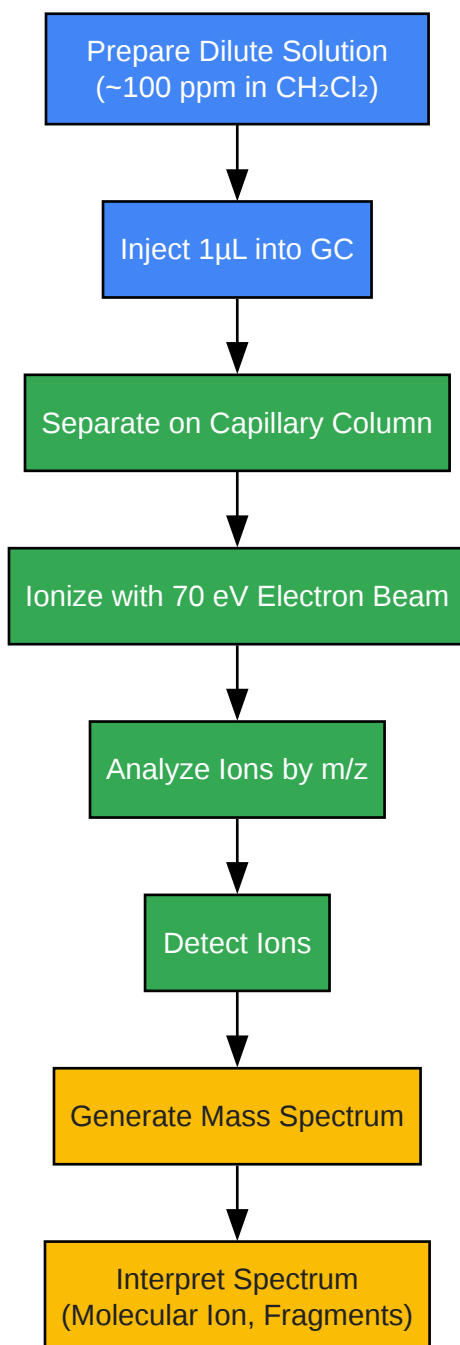 Prepare Dilute Solution
(~100 ppm in CH₂Cl₂)
Inject 1µL into GC
Separate on Capillary Column
Ionize with 70 eV Electron Beam
Analyze Ions by m/z
Detect Ions
Generate Mass Spectrum
Interpret Spectrum
(Molecular Ion, Fragments)